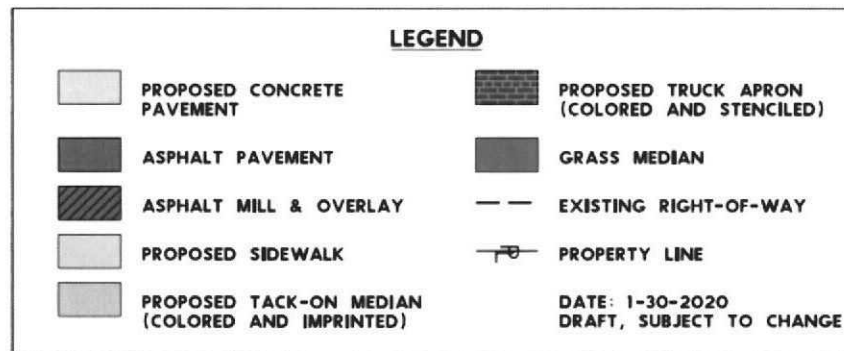 LEGEND
PROPOSED CONCRETE
PAVEMENT
ASPHALT PAVEMENT
ASPHALT MILL & OVERLAY
PROPOSED SIDEWALK
PROPOSED TACK-ON MEDIAN
(COLORED AND IMPRINTED)
PROPOSED TRUCK APRON
(COLORED AND STENCILED)
GRASS MEDIAN
EXISTING RIGHT-OF-WAY
PROPERTY LINE
DATE: 1-30-2020
DRAFT, SUBJECT TO CHANGE